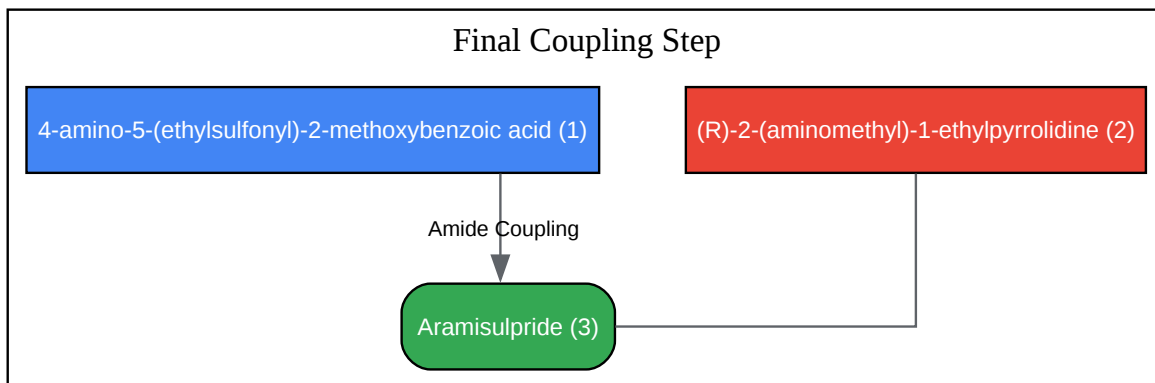 Final Coupling Step
4-amino-5-(ethylsulfonyl)-2-methoxybenzoic acid (1)
(R)-2-(aminomethyl)-1-ethylpyrrolidine (2)
Amide Coupling
Aramisulpride (3)